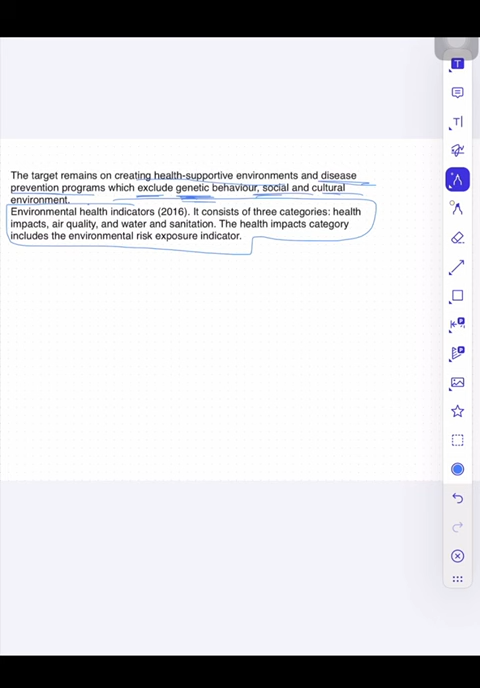 The target remains on creating health-supportive environments and disease
prevention programs which exclude genetic behaviour, social and cultural
environment.
Environmental health indicators (2016). It consists of three categories: health
impacts, air quality, and water and sanitation. The health impacts category
includes the environmental risk exposure indicator.